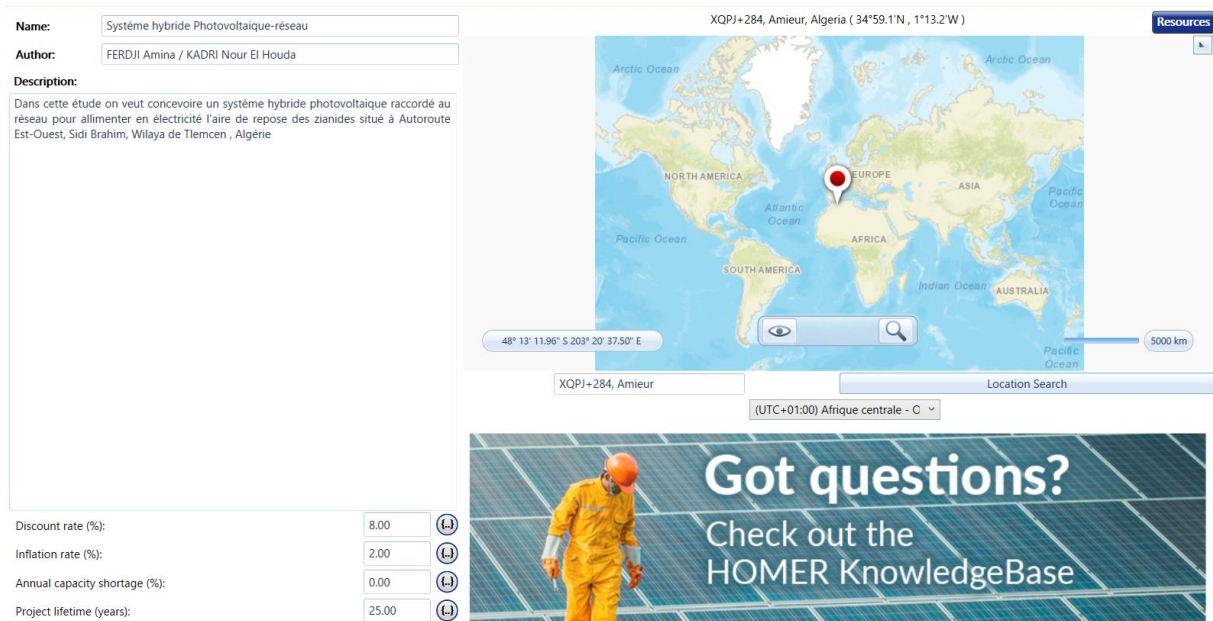 Name:
Système hybride Photovoltaique-réseau
Author:
FERDJI Amina / KADRI Nour El Houda
Description:
Dans cette étude on veut concevoire un système hybride photovoltaique raccordé au
réseau pour allimenter en électricité l'aire de repose des zianides situé à Autoroute
Est-Ouest, Sidi Brahim, Wilaya de Tlemcen , Algérie
Discount rate (%):
8.00
(..)
Inflation rate (%):
2.00
(..)
Annual capacity shortage (%):
0.00
(..)
Project lifetime (years):
25.00
(..)
XQPJ+284, Amieur, Algeria ( 34°59.1'N , 1°13.2'W )
Resources
Arctic Ocean
Arctic Ocean
NORTH AMERICA
EUROPE
ASIA
Atlantic
Ocean
Pacific
Ocean
Pacific Ocean
AFRICA
SOUTH AMERICA
Indian Ocean
AUSTRALIA
48° 13' 11.96" S 203° 20' 37.50" E
Pacific
Ocean
5000 km
XQPJ+284, Amieur
Location Search
(UTC+01:00) Afrique centrale - O
Got questions?
Check out the
HOMER KnowledgeBase